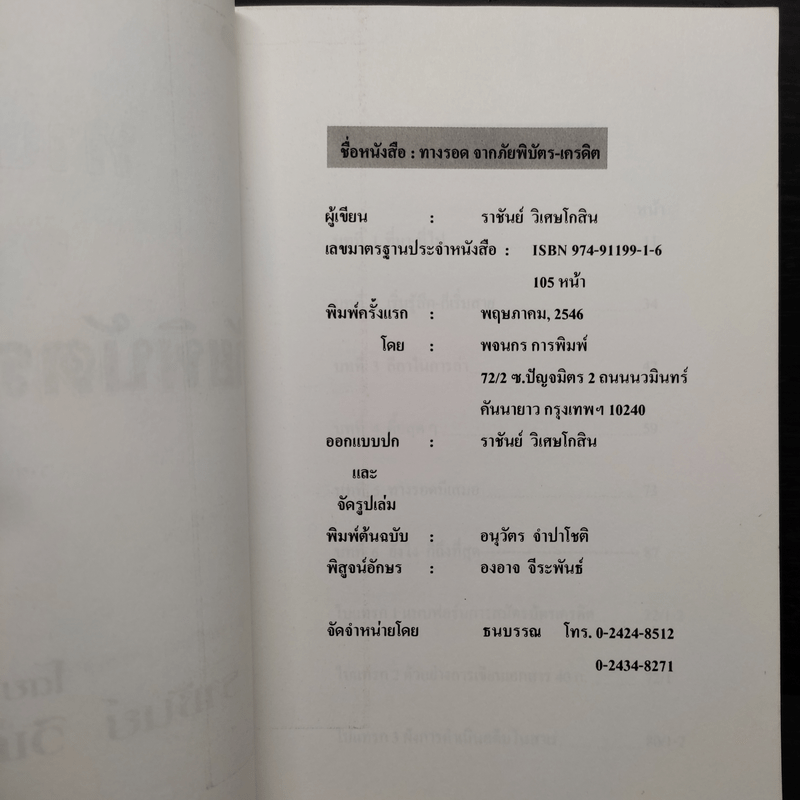 ชื่อหนังสือ : ทางรอด จากภัยพิบัตร-เครดิต
ผู้เขียน : ราชันย์ วิเศษโกสิน
เลขมาตรฐานประจำหนังสือ : ISBN 974-91199-1-6
105 หน้า
พิมพ์ครั้งแรก : พฤษภาคม, 2546
โดย : พจนกร การพิมพ์
72/2 ซ.ปัญจมิตร 2 ถนนนวมินทร์
คันนายาว กรุงเทพฯ 10240
ออกแบบปก : ราชันย์ วิเศษโกสิน
และ
จัดรูปเล่ม
พิมพ์ต้นฉบับ : อนุวัตร จำปาโชติ
พิสูจน์อักษร : องอาจ จีระพันธ์
จัดจำหน่ายโดย ธนบรรณ โทร. 0-2424-8512
0-2434-8271